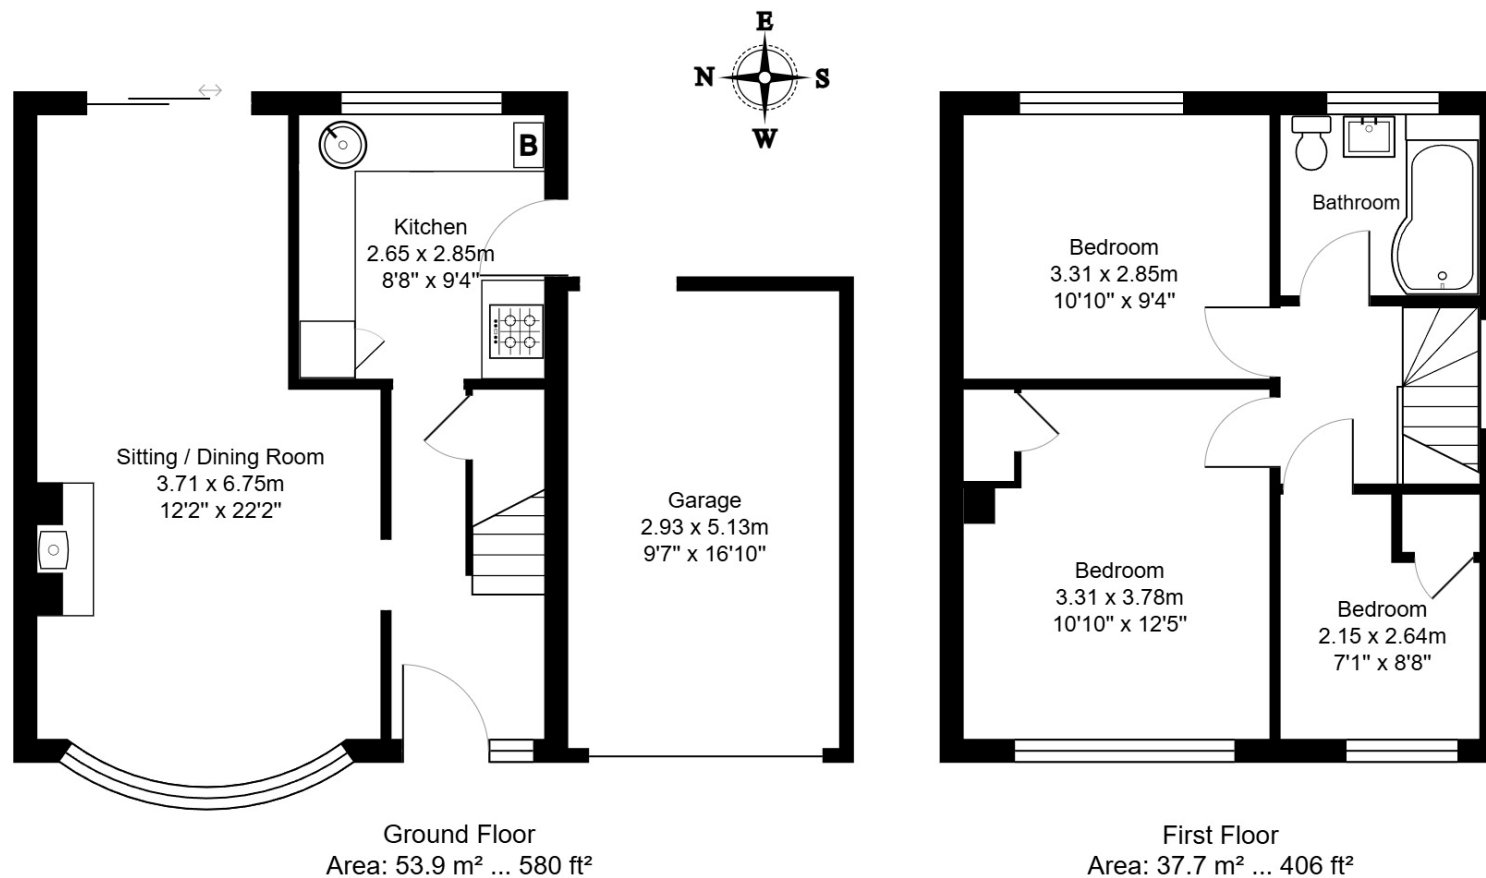 E
N
S
W
B
Kitchen
2.65 x 2.85m
8'8" x 9'4"
Sitting / Dining Room
3.71 x 6.75m
12'2" x 22'2"
Garage
2.93 x 5.13m
9'7" x 16'10"
Ground Floor
Area: 53.9 m² ... 580 ft²
Bathroom
Bedroom
3.31 x 2.85m
10'10" x 9'4"
Bedroom
3.31 x 3.78m
10'10" x 12'5"
Bedroom
2.15 x 2.64m
7'1" x 8'8"
First Floor
Area: 37.7 m² ... 406 ft²